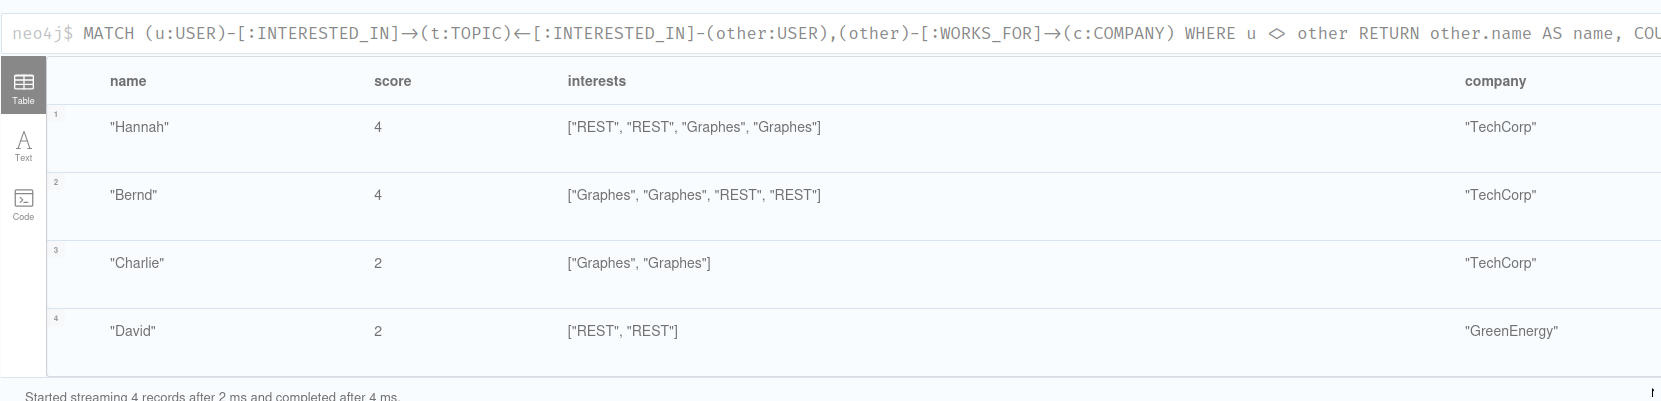 neo4j$ MATCH (u:USER)-[:INTERESTED_IN]->(t:TOPIC)<-[:INTERESTED_IN]-(other:USER),(other)-[:WORKS_FOR]->(c:COMPANY) WHERE u <> other RETURN other.name AS name, COU
name score interests company
Table
1
"Hannah" 4 ["REST", "REST", "Graphes", "Graphes"] "TechCorp"
Text
2
"Bernd" 4 ["Graphes", "Graphes", "REST", "REST"] "TechCorp"
Code
3
"Charlie" 2 ["Graphes", "Graphes"] "TechCorp"
4
"David" 2 ["REST", "REST"] "GreenEnergy"
Started streaming 4 records after 2 ms and completed after 4 ms.